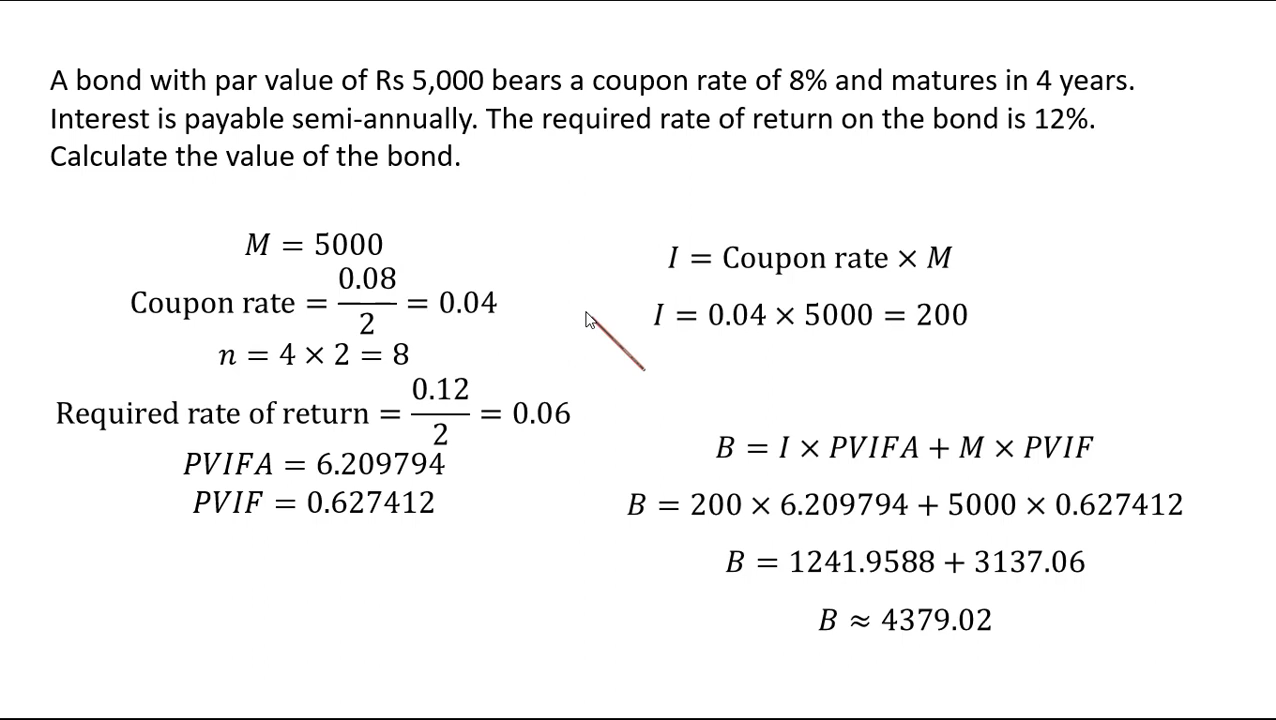 A bond with par value of Rs 5,000 bears a coupon rate of 8% and matures in 4 years.
Interest is payable semi-annually. The required rate of return on the bond is 12%.
Calculate the value of the bond.
M = 5000
Coupon rate = 0.08/2 = 0.04
n = 4 × 2 = 8
Required rate of return = 0.12/2 = 0.06
PVIFA = 6.209794
PVIF = 0.627412
I = Coupon rate × M
I = 0.04 × 5000 = 200
B = I × PVIFA + M × PVIF
B = 200 × 6.209794 + 5000 × 0.627412
B = 1241.9588 + 3137.06
B ≈ 4379.02